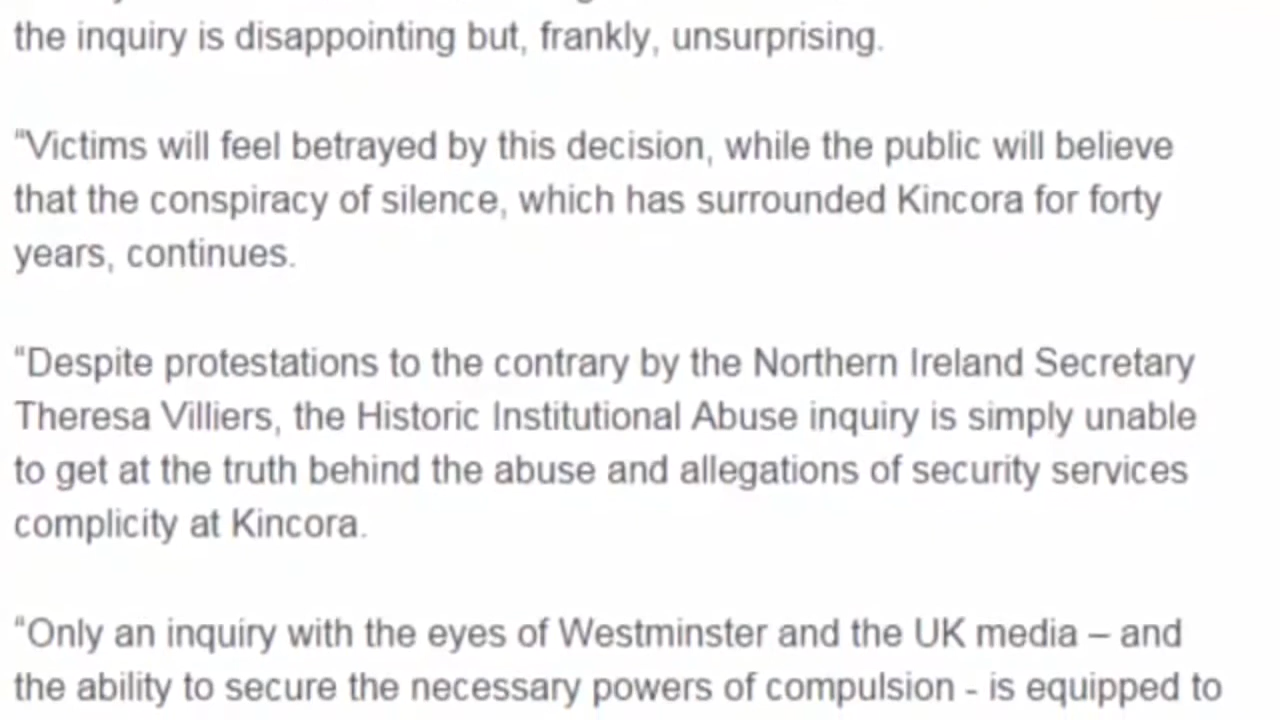 the inquiry is disappointing but, frankly, unsurprising.
“Victims will feel betrayed by this decision, while the public will believe
that the conspiracy of silence, which has surrounded Kincora for forty
years, continues.
“Despite protestations to the contrary by the Northern Ireland Secretary
Theresa Villiers, the Historic Institutional Abuse inquiry is simply unable
to get at the truth behind the abuse and allegations of security services
complicity at Kincora.
“Only an inquiry with the eyes of Westminster and the UK media – and
the ability to secure the necessary powers of compulsion - is equipped to